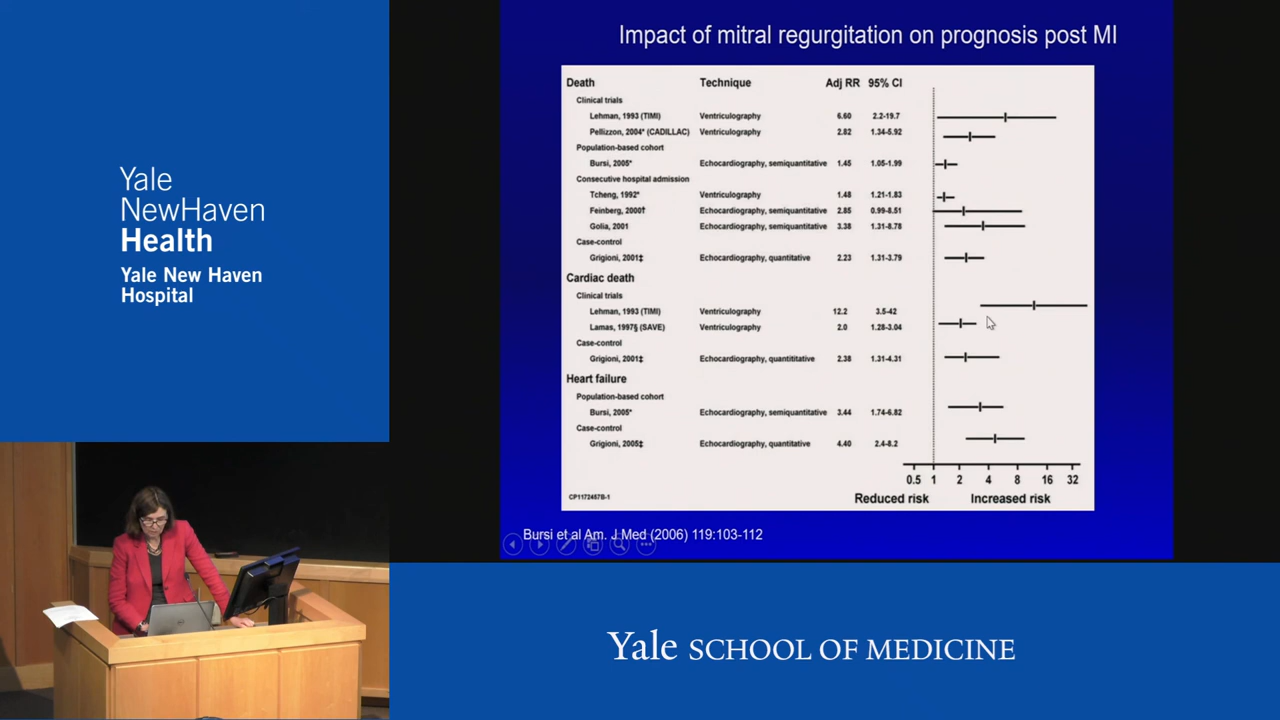 Yale
NewHaven
Health
Yale New Haven
Hospital
Impact of mitral regurgitation on prognosis post MI
Death Technique Adj RR 95% CI
Clinical trials
Lehman, 1993 (TIMI) Ventriculography 6.60 2.2-19.7
Pellizzon, 2004* (CADILLAC) Ventriculography 2.82 1.34-5.92
Population-based cohort
Bursi, 2005* Echocardiography, semiquantitative 1.45 1.05-1.99
Consecutive hospital admission
Tcheng, 1992* Ventriculography 1.48 1.21-1.83
Feinberg, 2000† Echocardiography, semiquantitative 2.85 0.99-8.51
Golia, 2001 Echocardiography, semiquantitative 3.38 1.31-8.78
Case-control
Grigioni, 2001‡ Echocardiography, quantitative 2.23 1.31-3.79
Cardiac death
Clinical trials
Lehman, 1993 (TIMI) Ventriculography 12.2 3.5-42
Lamas, 1997§ (SAVE) Ventriculography 2.0 1.28-3.04
Case-control
Grigioni, 2001‡ Echocardiography, quantititative 2.38 1.31-4.31
Heart failure
Population-based cohort
Bursi, 2005* Echocardiography, semiquantitative 3.44 1.74-6.82
Case-control
Grigioni, 2005‡ Echocardiography, quantitative 4.40 2.4-8.2
0.5 1 2 4 8 16 32
CP1172457B-1 Reduced risk Increased risk
Bursi et al Am. J Med (2006) 119:103-112
Yale SCHOOL OF MEDICINE